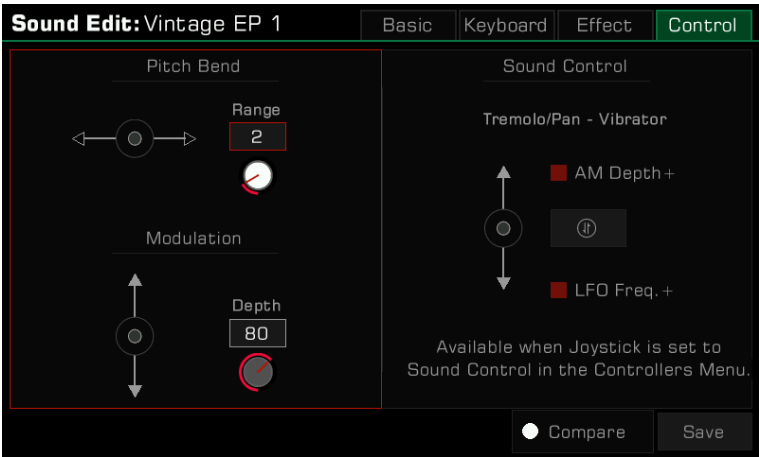 Sound Edit: Vintage EP 1
Basic
Keyboard
Effect
Control
Pitch Bend
Range
2
Modulation
Depth
80
Sound Control
Tremolo/Pan - Vibrator
AM Depth+
LFO Freq.+
Available when Joystick is set to
Sound Control in the Controllers Menu.
Compare
Save